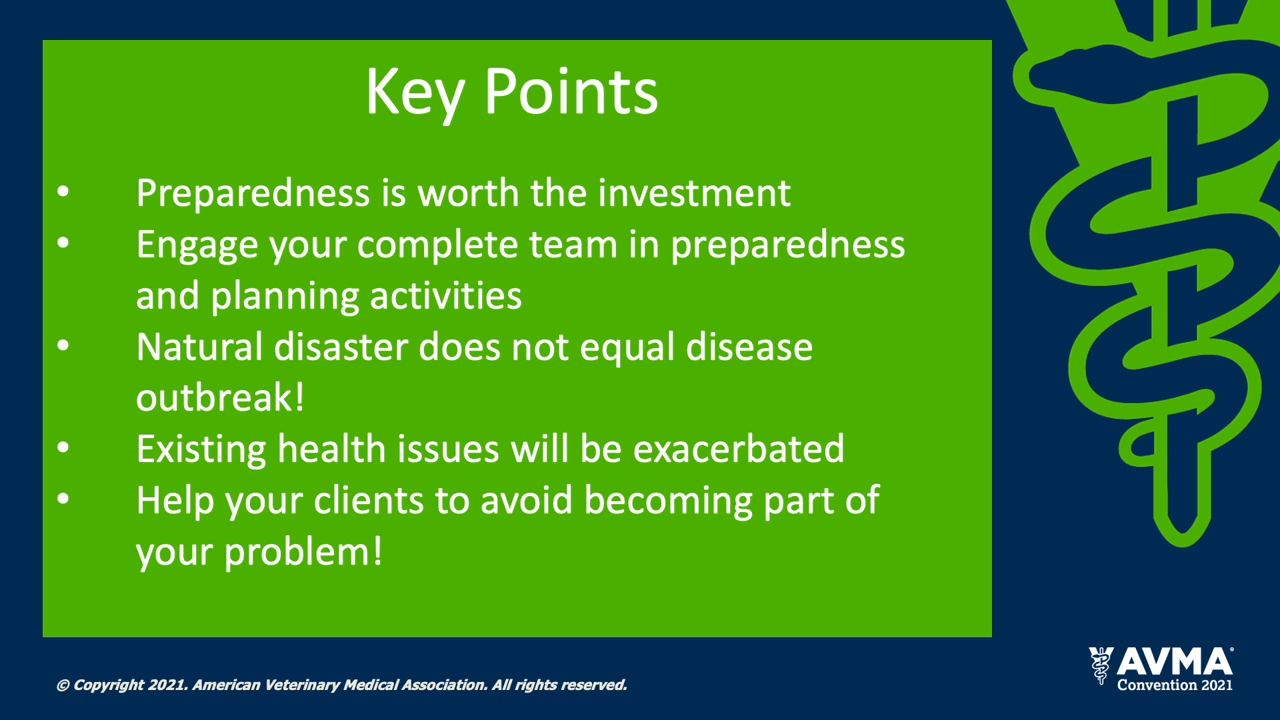 Key Points
• Preparedness is worth the investment
• Engage your complete team in preparedness
and planning activities
• Natural disaster does not equal disease
outbreak!
• Existing health issues will be exacerbated
• Help your clients to avoid becoming part of
your problem!
© Copyright 2021. American Veterinary Medical Association. All rights reserved.
AVMA®
Convention 2021